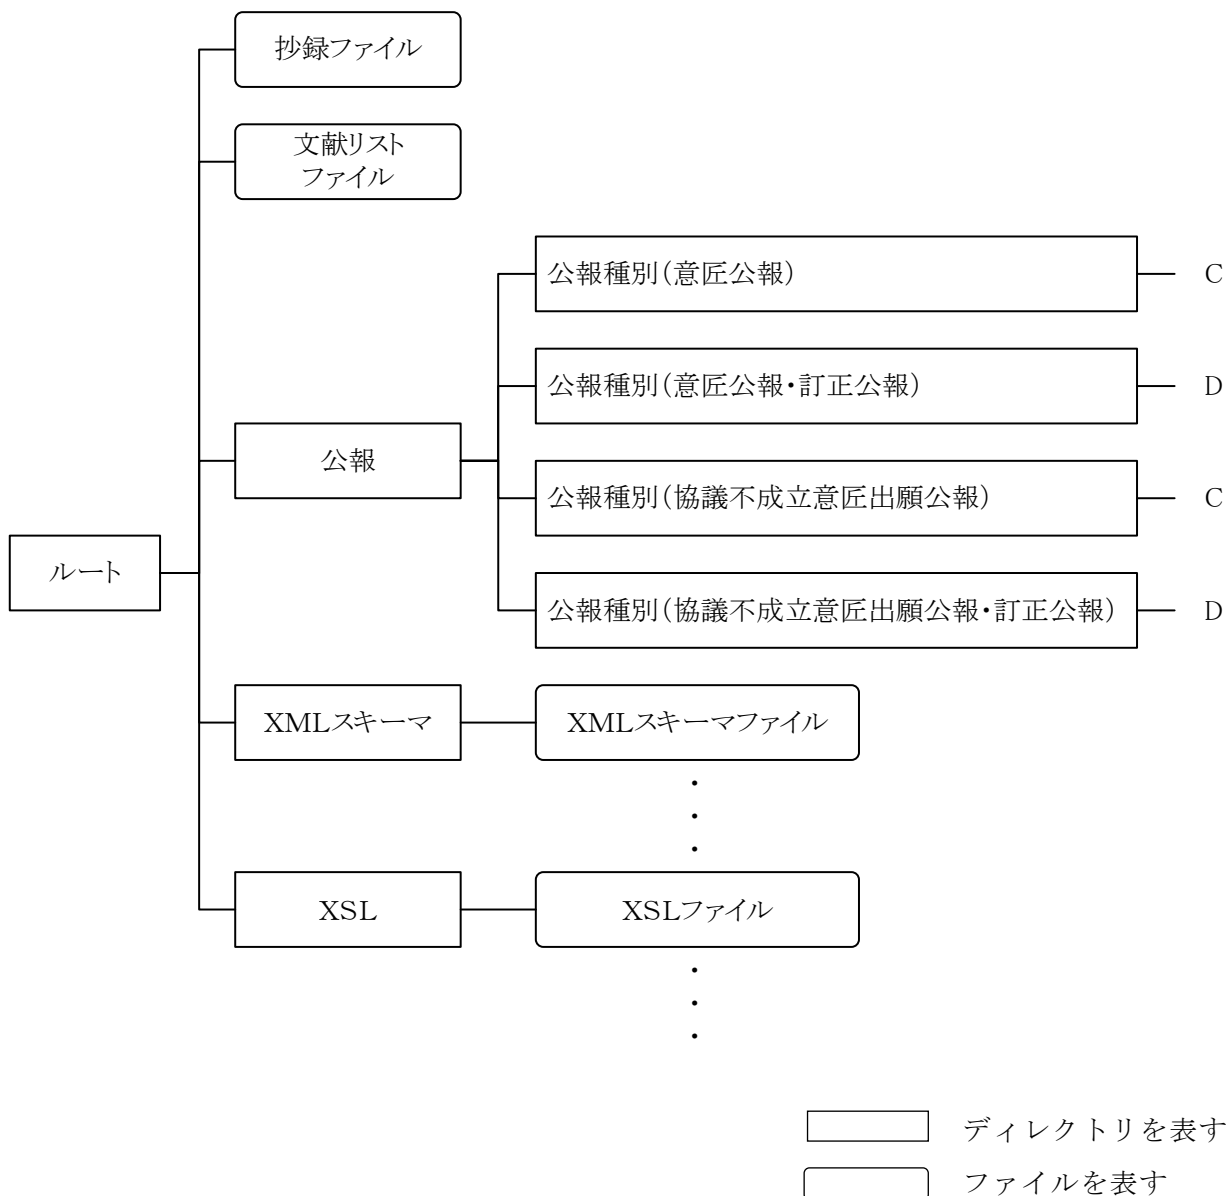 抄録ファイル
文献リスト
ファイル
公報種別(意匠公報)
C
公報種別(意匠公報・訂正公報)
D
公報
公報種別(協議不成立意匠出願公報)
C
ルート
公報種別(協議不成立意匠出願公報・訂正公報)
D
XMLスキーマ
XMLスキーマファイル
・
・
・
XSL
XSLファイル
・
・
・
ディレクトリを表す
ファイルを表す